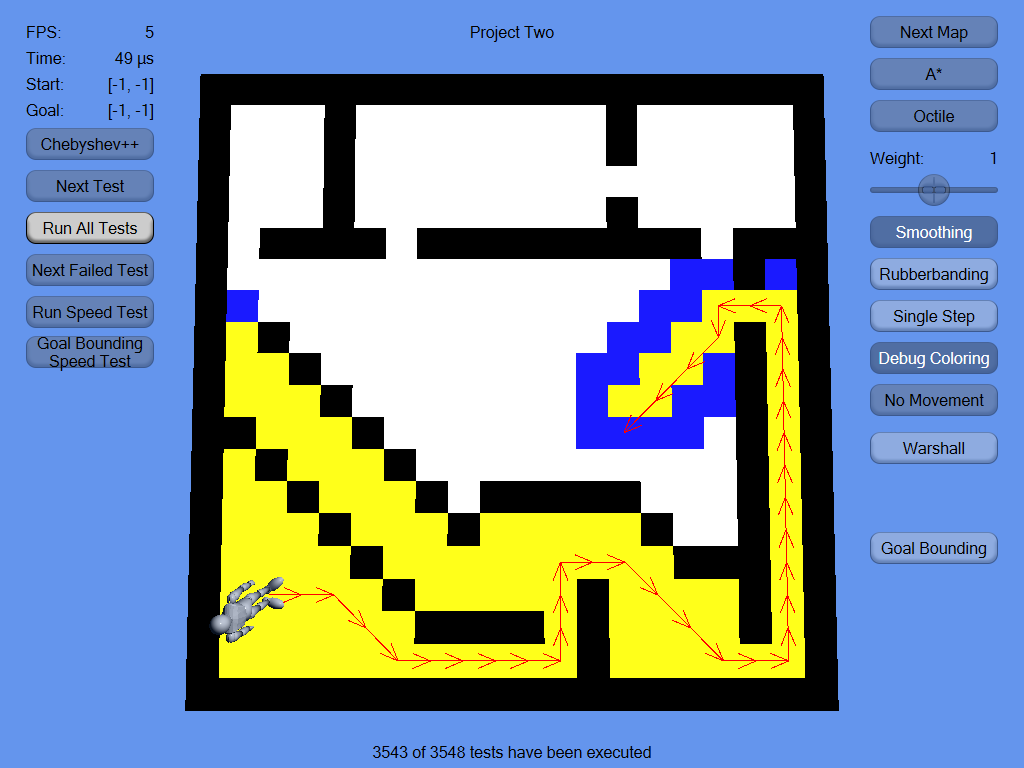 FPS: 5
Time: 49 µs
Start: [-1, -1]
Goal: [-1, -1]
Chebyshev++
Next Test
Run All Tests
Next Failed Test
Run Speed Test
Goal Bounding
Speed Test
Project Two
Next Map
A*
Octile
Weight: 1
Smoothing
Rubberbanding
Single Step
Debug Coloring
No Movement
Warshall
Goal Bounding
3543 of 3548 tests have been executed